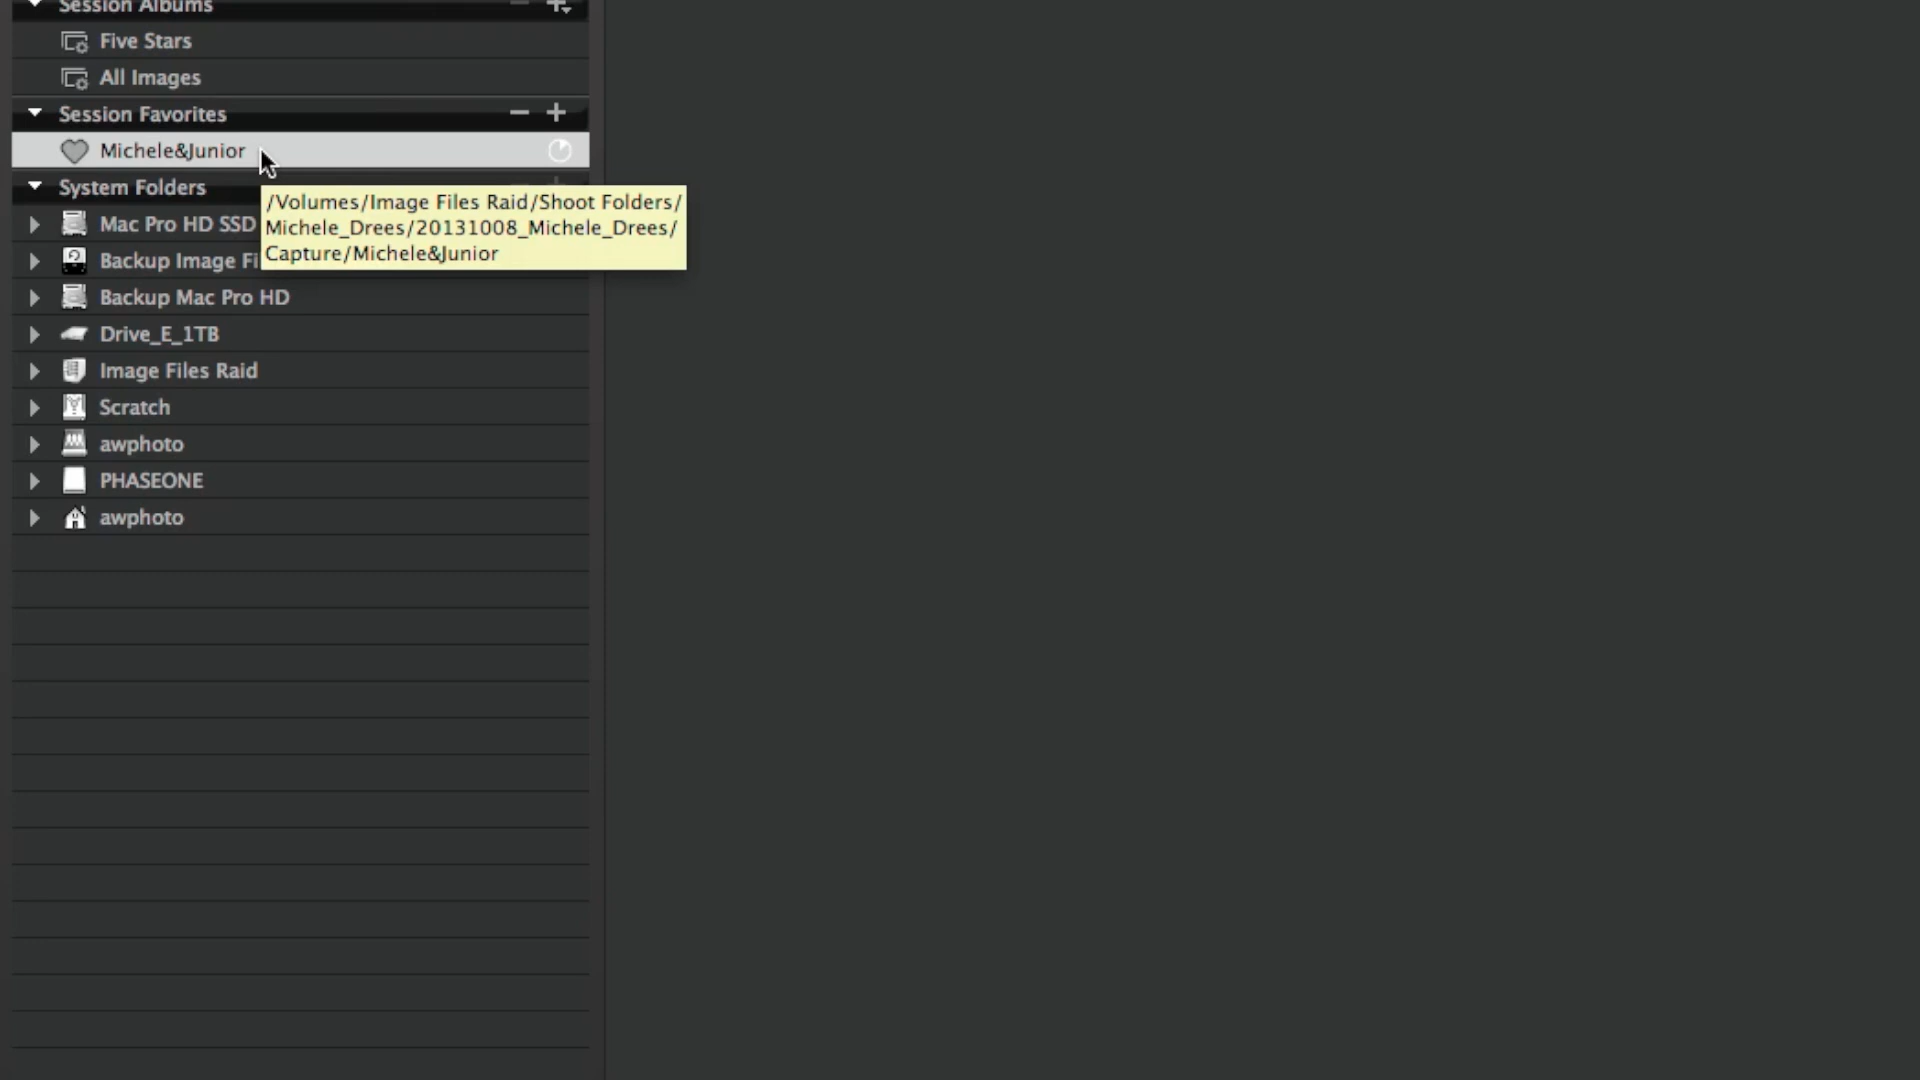 Session Albums
Five Stars
All Images
Session Favorites
Michele&Junior
System Folders
/Volumes/Image Files Raid/Shoot Folders/
Michele_Drees/20131008_Michele_Drees/
Capture/Michele&Junior
Mac Pro HD SSD
Backup Image Fi
Backup Mac Pro HD
Drive_E_1TB
Image Files Raid
Scratch
awphoto
PHASEONE
awphoto